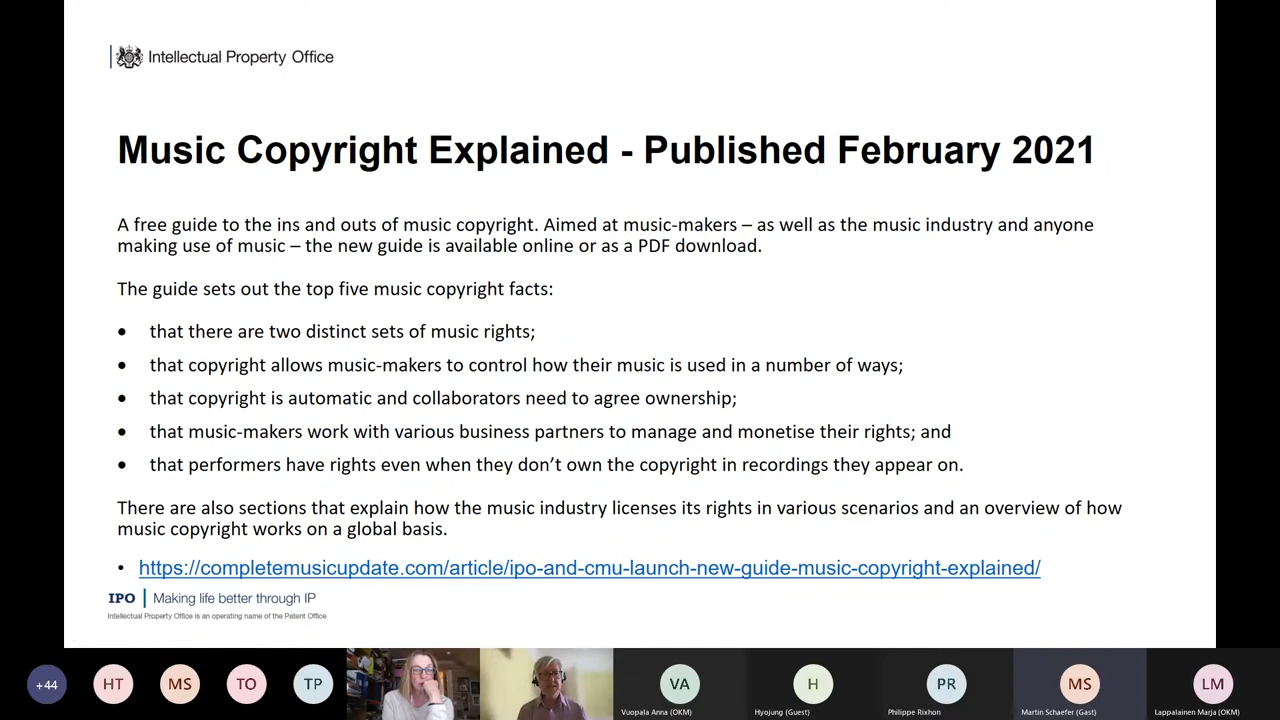 Intellectual Property Office
Music Copyright Explained - Published February 2021
A free guide to the ins and outs of music copyright. Aimed at music-makers – as well as the music industry and anyone
making use of music – the new guide is available online or as a PDF download.
The guide sets out the top five music copyright facts:
• that there are two distinct sets of music rights;
• that copyright allows music-makers to control how their music is used in a number of ways;
• that copyright is automatic and collaborators need to agree ownership;
• that music-makers work with various business partners to manage and monetise their rights; and
• that performers have rights even when they don’t own the copyright in recordings they appear on.
There are also sections that explain how the music industry licenses its rights in various scenarios and an overview of how
music copyright works on a global basis.
• https://completemusicupdate.com/article/ipo-and-cmu-launch-new-guide-music-copyright-explained/
IPO Making life better through IP
Intellectual Property Office is an operating name of the Patent Office
+44 HT MS TO TP VA H PR MS LM
Vuopala Anna (OKM) Hyojung (Guest) Philippe Rixhon Martin Schaefer (Gast) Lappalainen Marja (OKM)